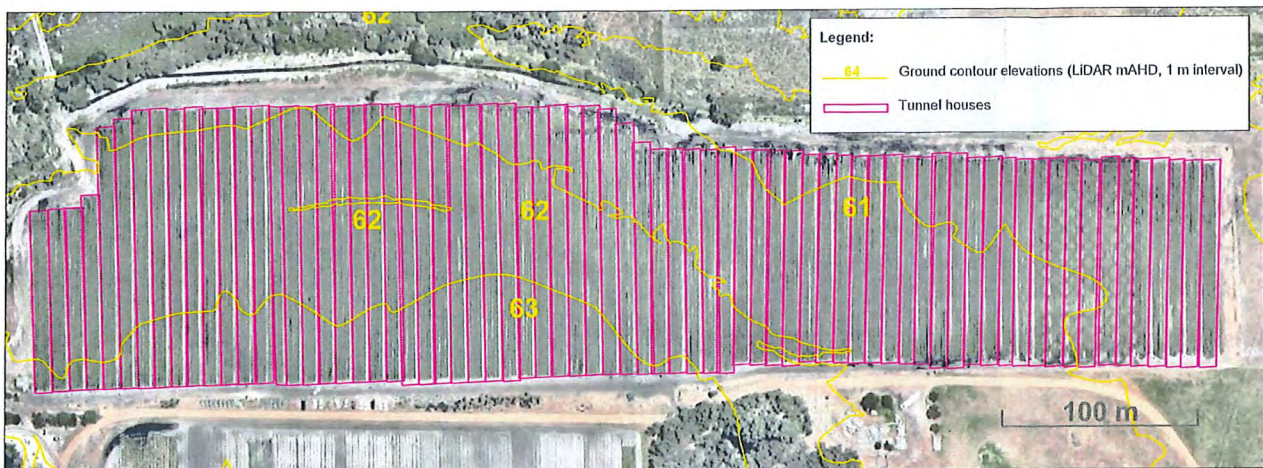 62
Legend:
64 Ground contour elevations (LiDAR mAHD, 1 m interval)
Tunnel houses
62
62
61
63
100 m